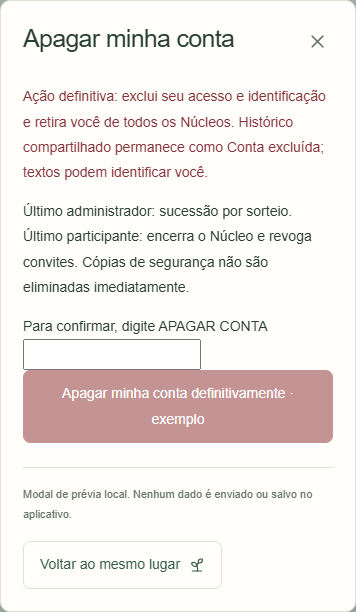 Apagar minha conta
Ação definitiva: exclui seu acesso e identificação
e retira você de todos os Núcleos. Histórico
compartilhado permanece como Conta excluída;
textos podem identificar você.
Último administrador: sucessão por sorteio.
Último participante: encerra o Núcleo e revoga
convites. Cópias de segurança não são
eliminadas imediatamente.
Para confirmar, digite APAGAR CONTA
Apagar minha conta definitivamente ·
exemplo
Modal de prévia local. Nenhum dado é enviado ou salvo no
aplicativo.
Voltar ao mesmo lugar